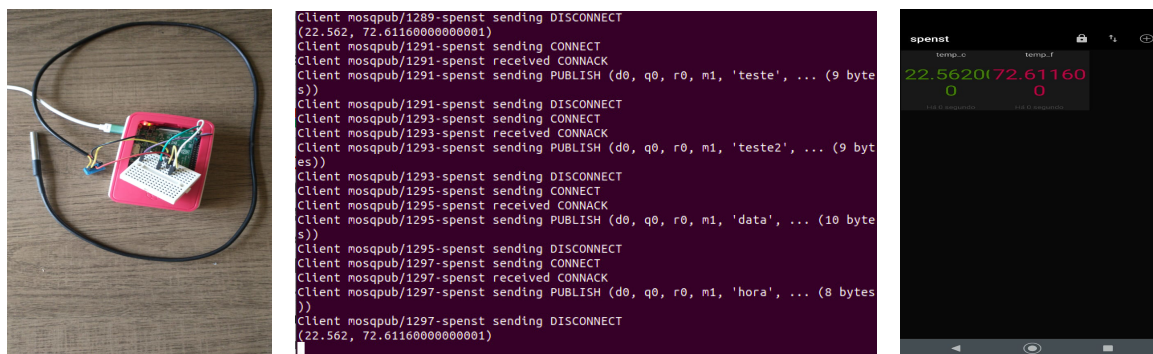 Client mosqpub/1289-spenst sending DISCONNECT
(22.562, 72.61160000000001)
Client mosqpub/1291-spenst sending CONNECT
Client mosqpub/1291-spenst received CONNACK
Client mosqpub/1291-spenst sending PUBLISH (d0, q0, r0, m1, 'teste', ... (9 byte
s))
Client mosqpub/1291-spenst sending DISCONNECT
Client mosqpub/1293-spenst sending CONNECT
Client mosqpub/1293-spenst received CONNACK
Client mosqpub/1293-spenst sending PUBLISH (d0, q0, r0, m1, 'teste2', ... (9 byt
es))
Client mosqpub/1293-spenst sending DISCONNECT
Client mosqpub/1295-spenst sending CONNECT
Client mosqpub/1295-spenst received CONNACK
Client mosqpub/1295-spenst sending PUBLISH (d0, q0, r0, m1, 'data', ... (10 byte
s))
Client mosqpub/1295-spenst sending DISCONNECT
Client mosqpub/1297-spenst sending CONNECT
Client mosqpub/1297-spenst received CONNACK
Client mosqpub/1297-spenst sending PUBLISH (d0, q0, r0, m1, 'hora', ... (8 bytes
))
Client mosqpub/1297-spenst sending DISCONNECT
(22.562, 72.61160000000001)
spenst
temp_c temp_f
22.5620( 72.61160
0 0
Há 6 segundo Há 6 segundo